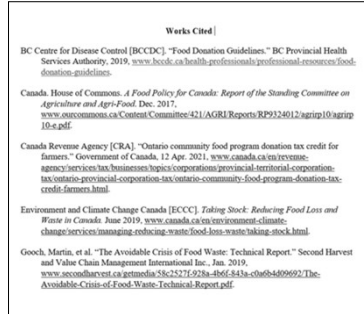 Works Cited
BC Centre for Disease Control [BCCDC]. “Food Donation Guidelines.” BC Provincial Health
Services Authority, 2019, www.bccdc.ca/health-professionals/professional-resources/food-
donation-guidelines.
Canada. House of Commons. A Food Policy for Canada: Report of the Standing Committee on
Agriculture and Agri-Food. Dec. 2017,
www.ourcommons.ca/Content/Committee/421/AGRI/Reports/RP9324012/agrirp10/agrirp
10-e.pdf.
Canada Revenue Agency [CRA]. “Ontario community food program donation tax credit for
farmers.” Government of Canada, 12 Apr. 2021, www.canada.ca/en/revenue-
agency/services/tax/businesses/topics/corporations/provincial-territorial-corporation-
tax/ontario-provincial-corporation-tax/ontario-community-food-program-donation-tax-
credit-farmers.html.
Environment and Climate Change Canada [ECCC]. Taking Stock: Reducing Food Loss and
Waste in Canada. June 2019, www.canada.ca/en/environment-climate-
change/services/managing-reducing-waste/food-loss-waste/taking-stock.html.
Gooch, Martin, et al. “The Avoidable Crisis of Food Waste: Technical Report.” Second Harvest
and Value Chain Management International Inc., Jan. 2019,
www.secondharvest.ca/getmedia/58c2527f-928a-4b6f-843a-c0a6b4d09692/The-
Avoidable-Crisis-of-Food-Waste-Technical-Report.pdf.